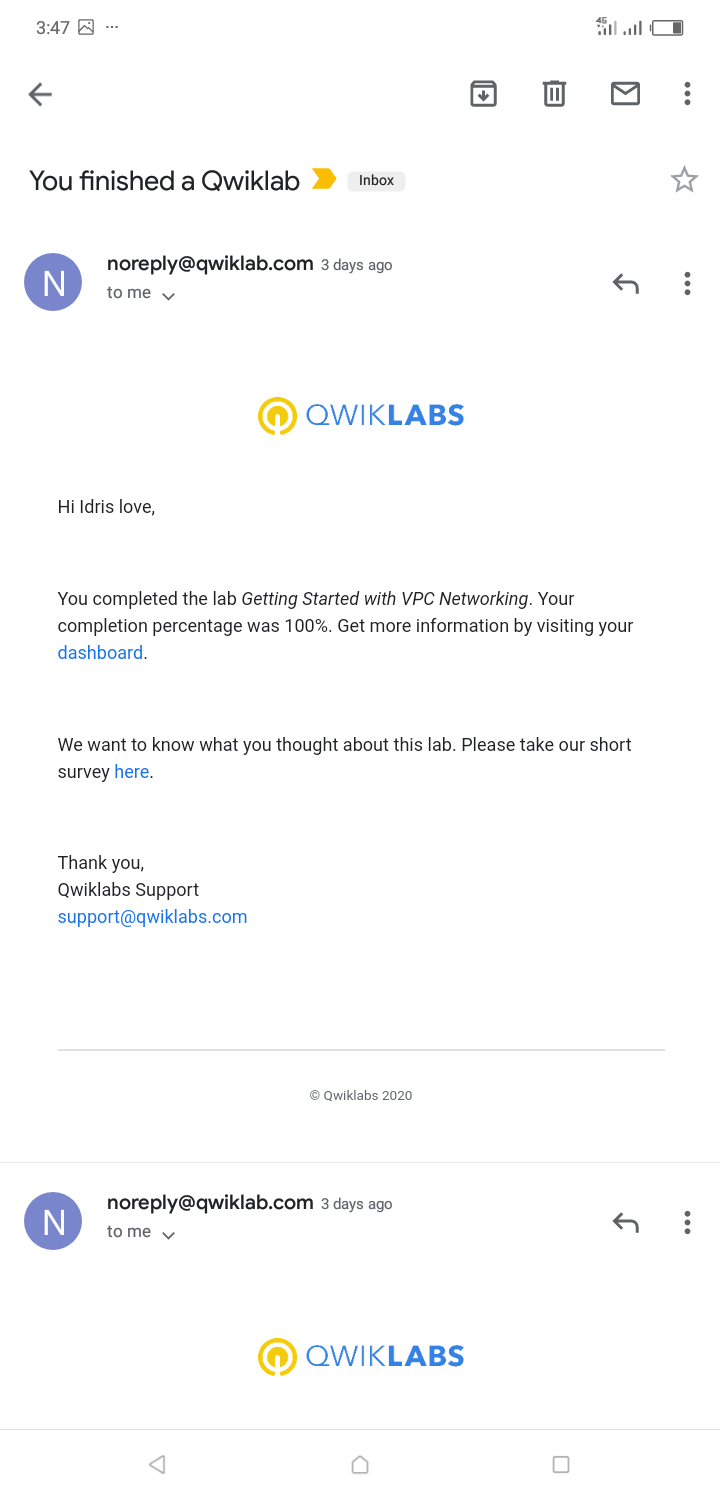 3:47
4G
You finished a Qwiklab Inbox
N
noreply@qwiklab.com 3 days ago
to me
QWIKLABS
Hi Idris love,
You completed the lab Getting Started with VPC Networking. Your
completion percentage was 100%. Get more information by visiting your
dashboard.
We want to know what you thought about this lab. Please take our short
survey here.
Thank you,
Qwiklabs Support
support@qwiklabs.com
© Qwiklabs 2020
N
noreply@qwiklab.com 3 days ago
to me
QWIKLABS